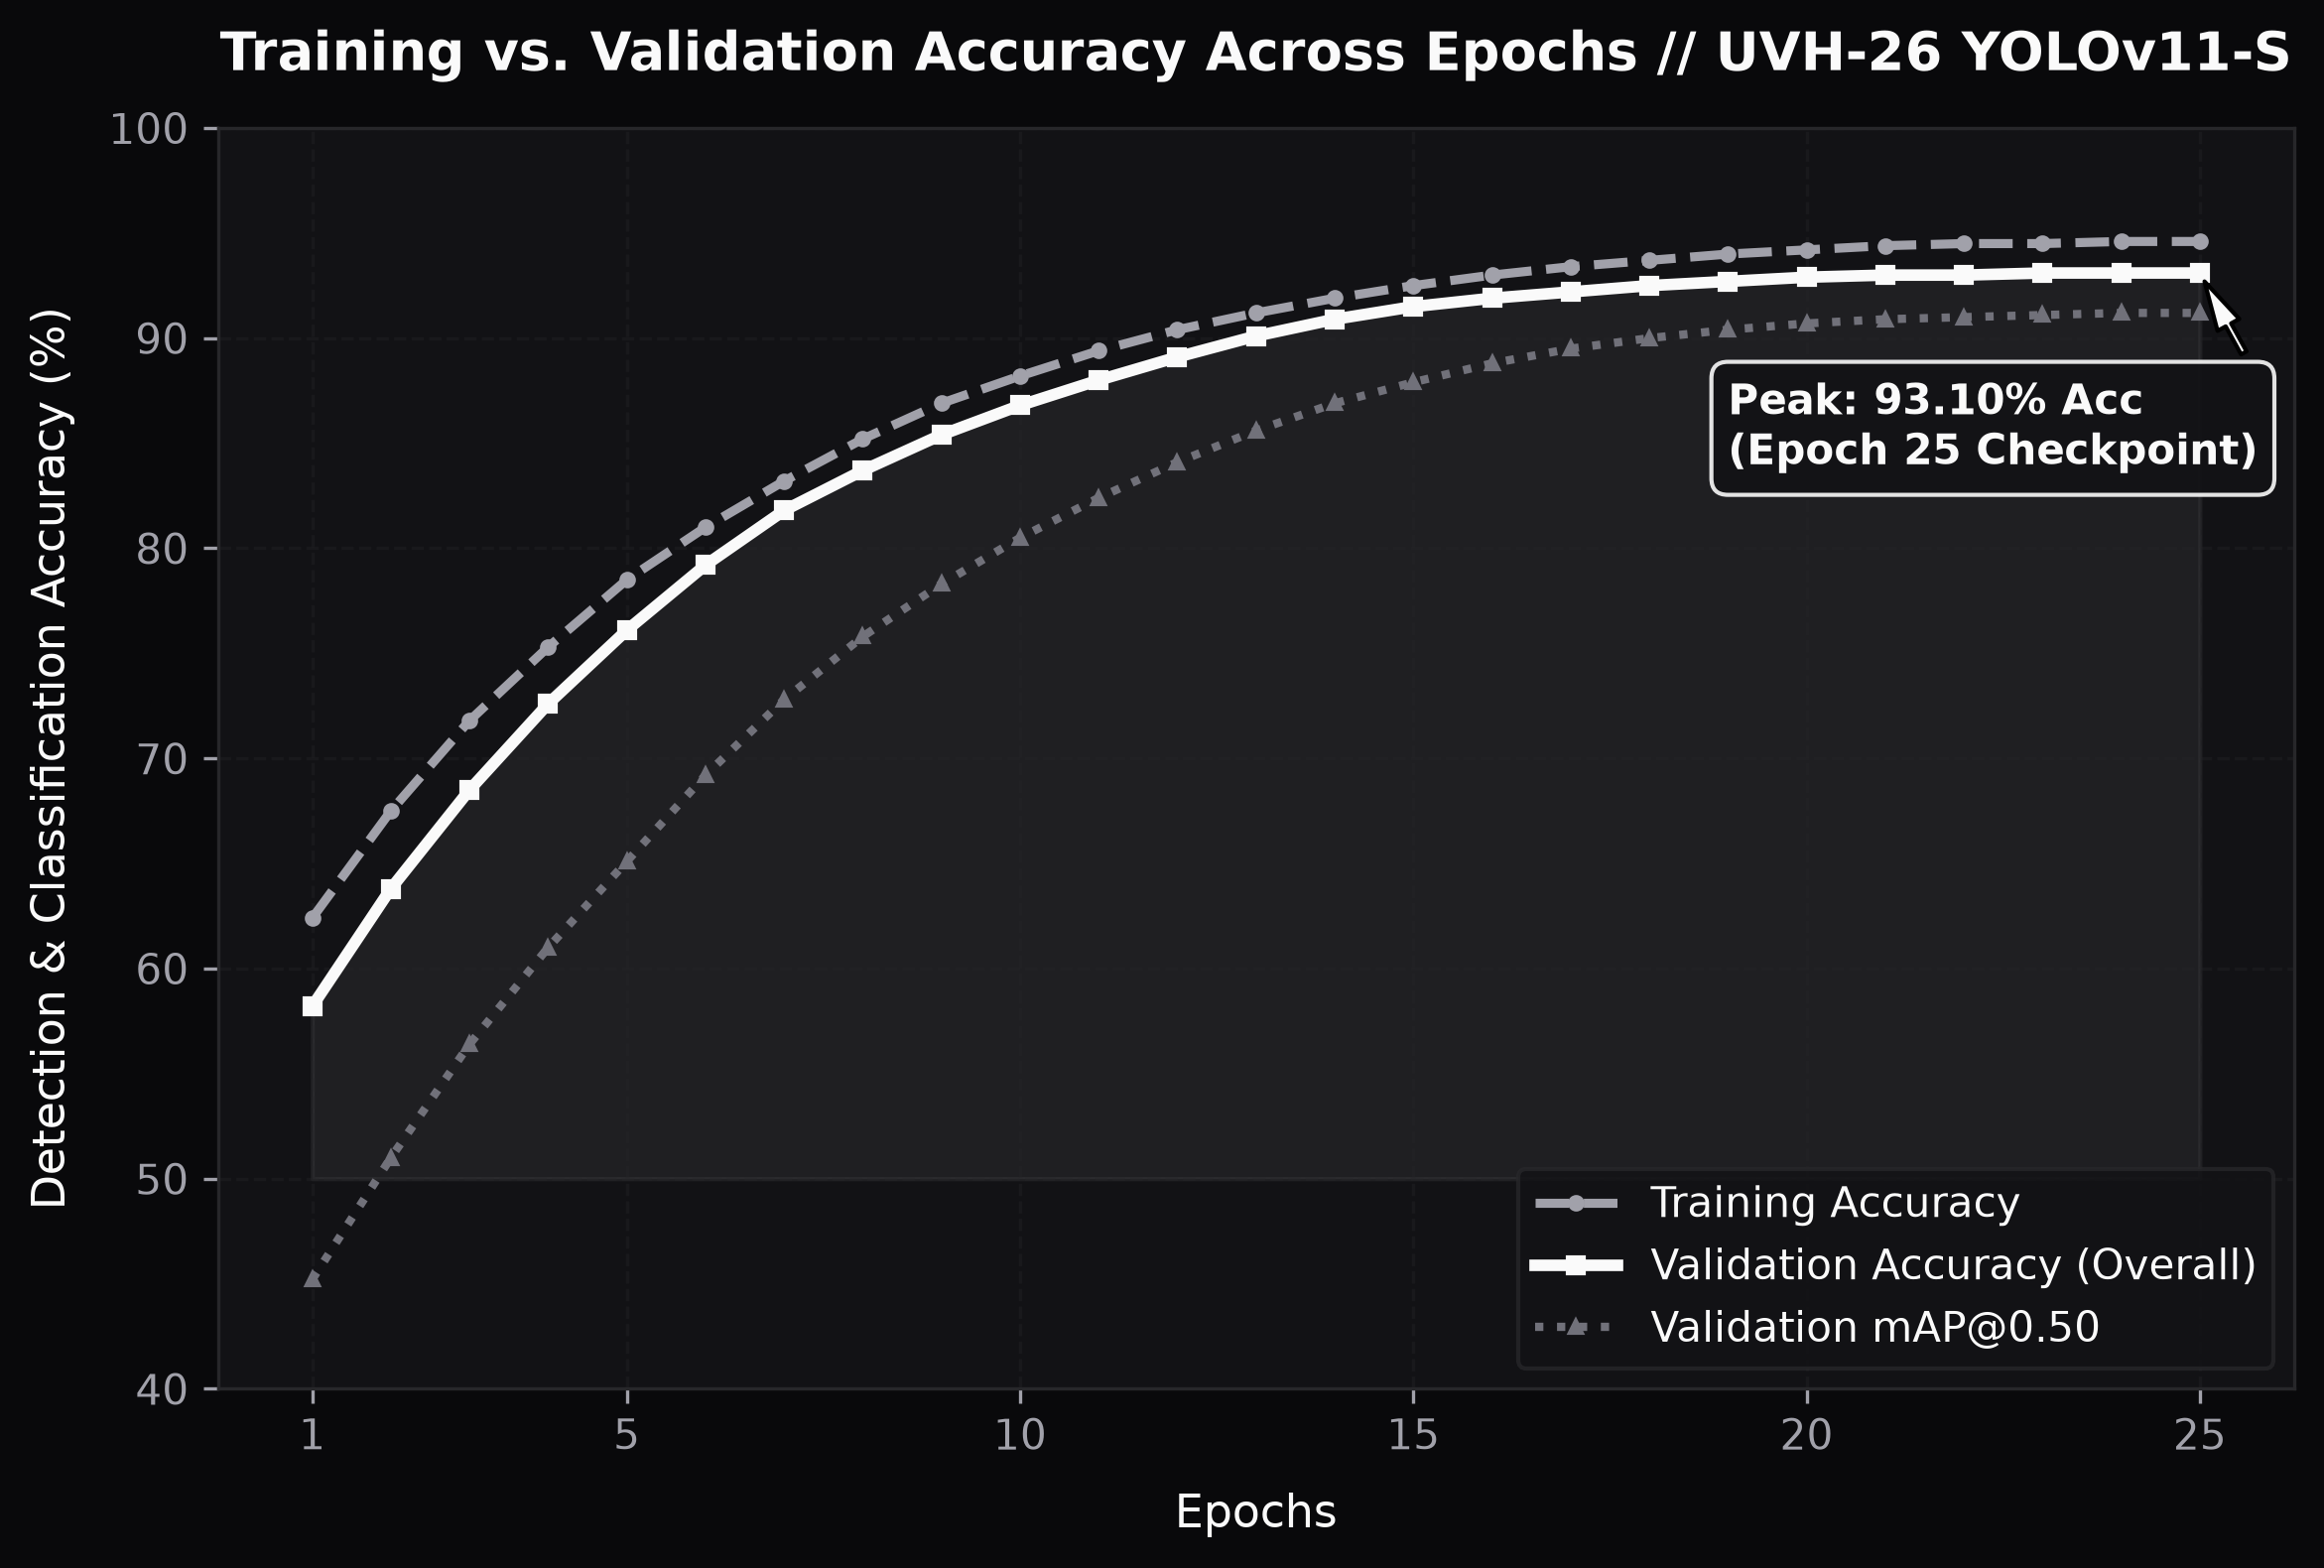 Training vs. Validation Accuracy Across Epochs // UVH-26 YOLOv11-S
Detection & Classification Accuracy (%)
100
90
80
70
60
50
40
Peak: 93.10% Acc
(Epoch 25 Checkpoint)
Training Accuracy
Validation Accuracy (Overall)
Validation mAP@0.50
1 5 10 15 20 25
Epochs